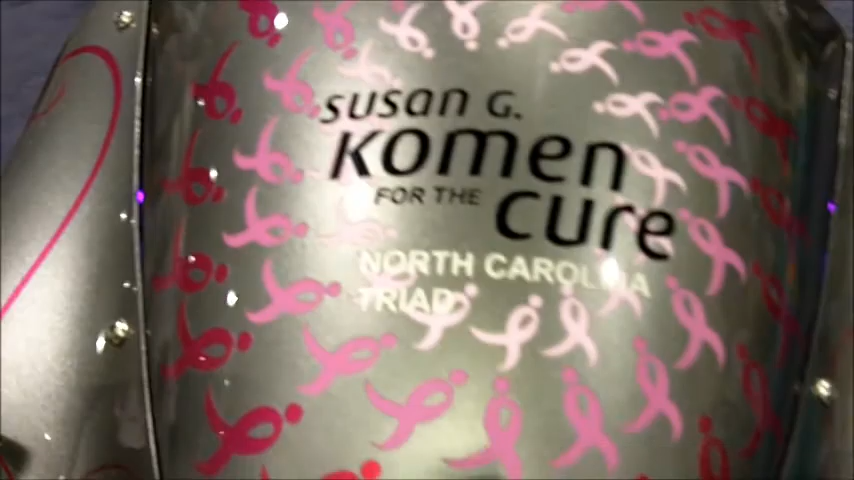 susan G.
Komen
FOR THE
cure
NORTH CAROLINA
TRIAD